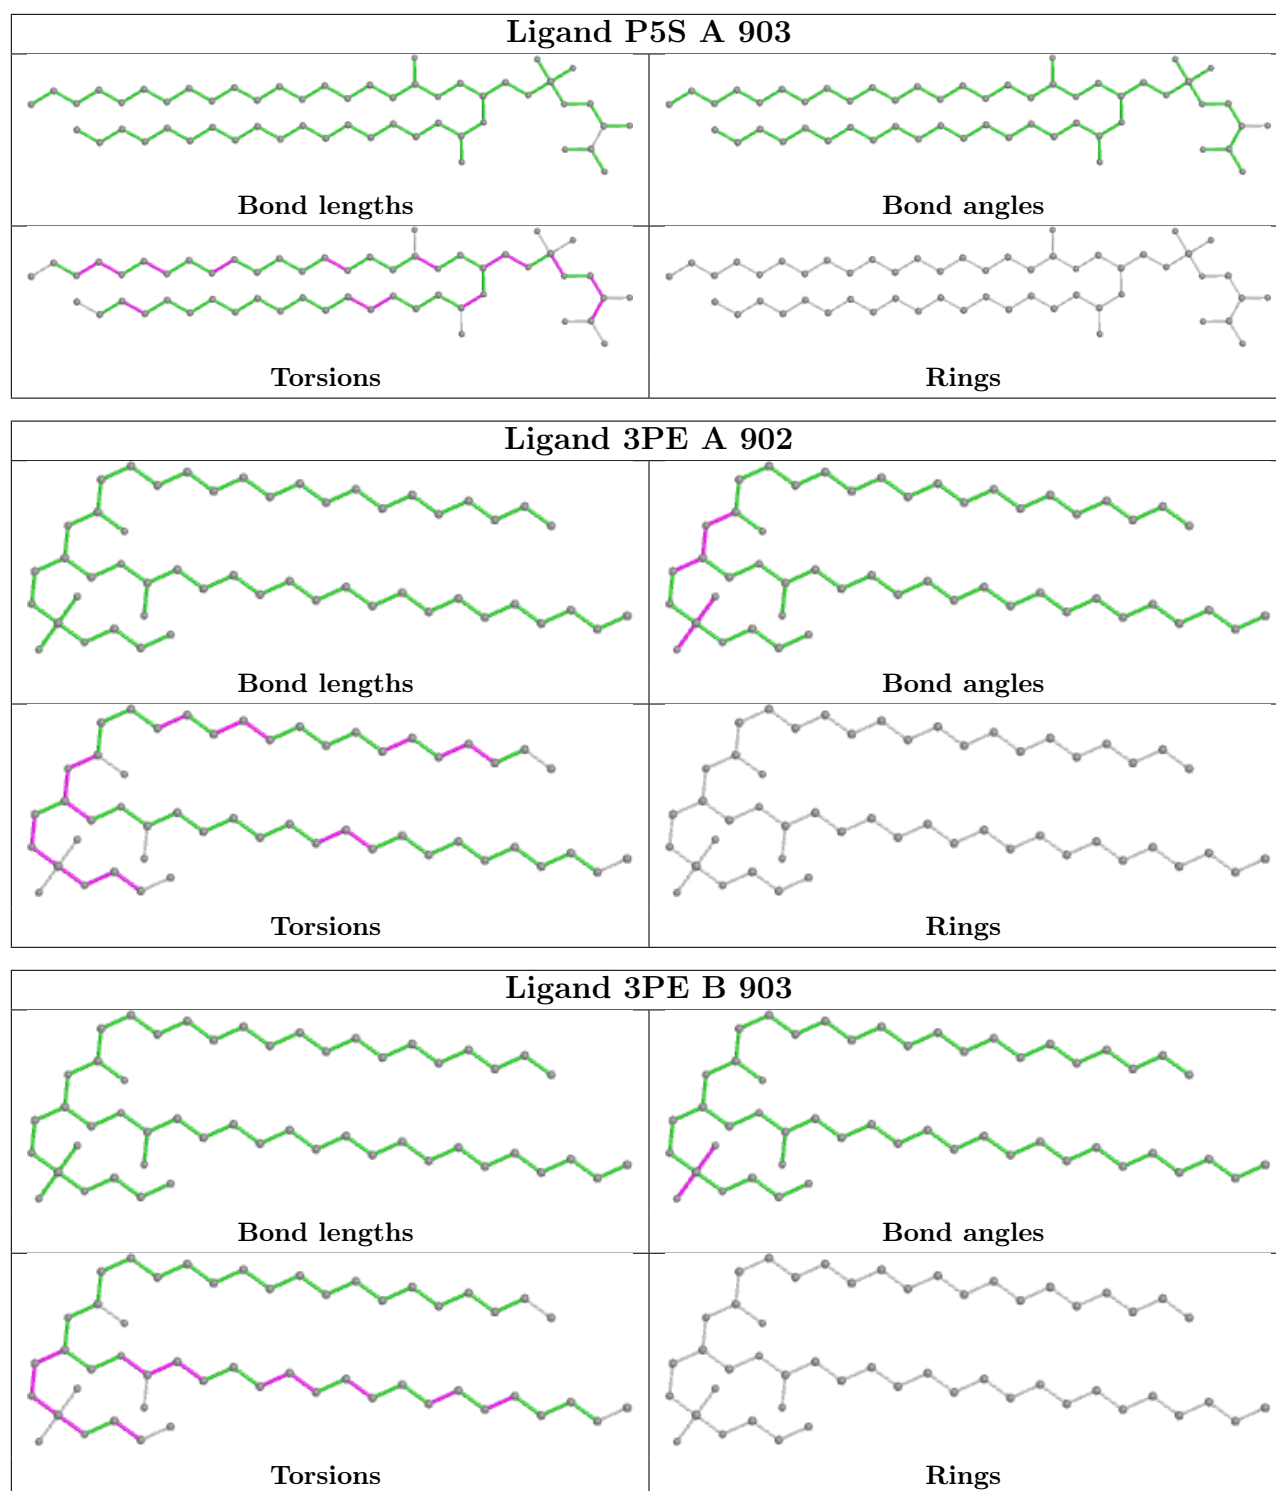 Ligand P5S A 903
Bond lengths
Bond angles
Torsions
Rings
Ligand 3PE A 902
Bond lengths
Bond angles
Torsions
Rings
Ligand 3PE B 903
Bond lengths
Bond angles
Torsions
Rings